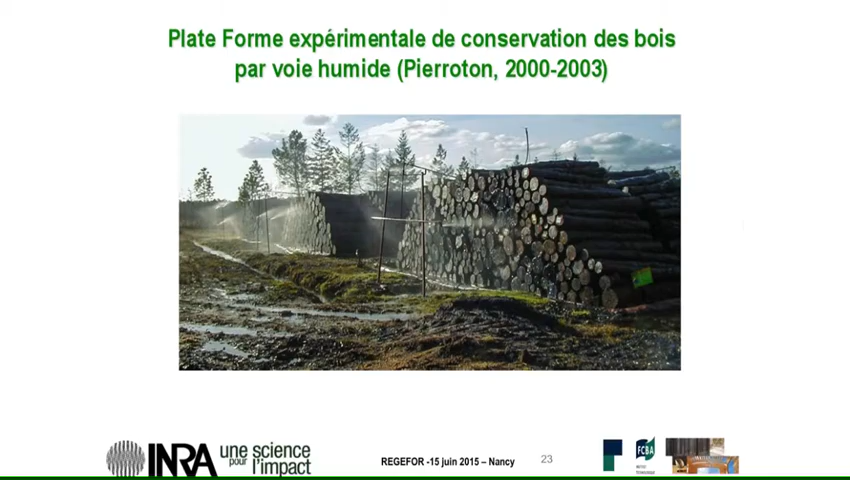 Plate Forme expérimentale de conservation des bois
par voie humide (Pierroton, 2000-2003)
INRA
une science
pour
l'impact
REGEFOR -15 juin 2015 – Nancy
23
FCBA